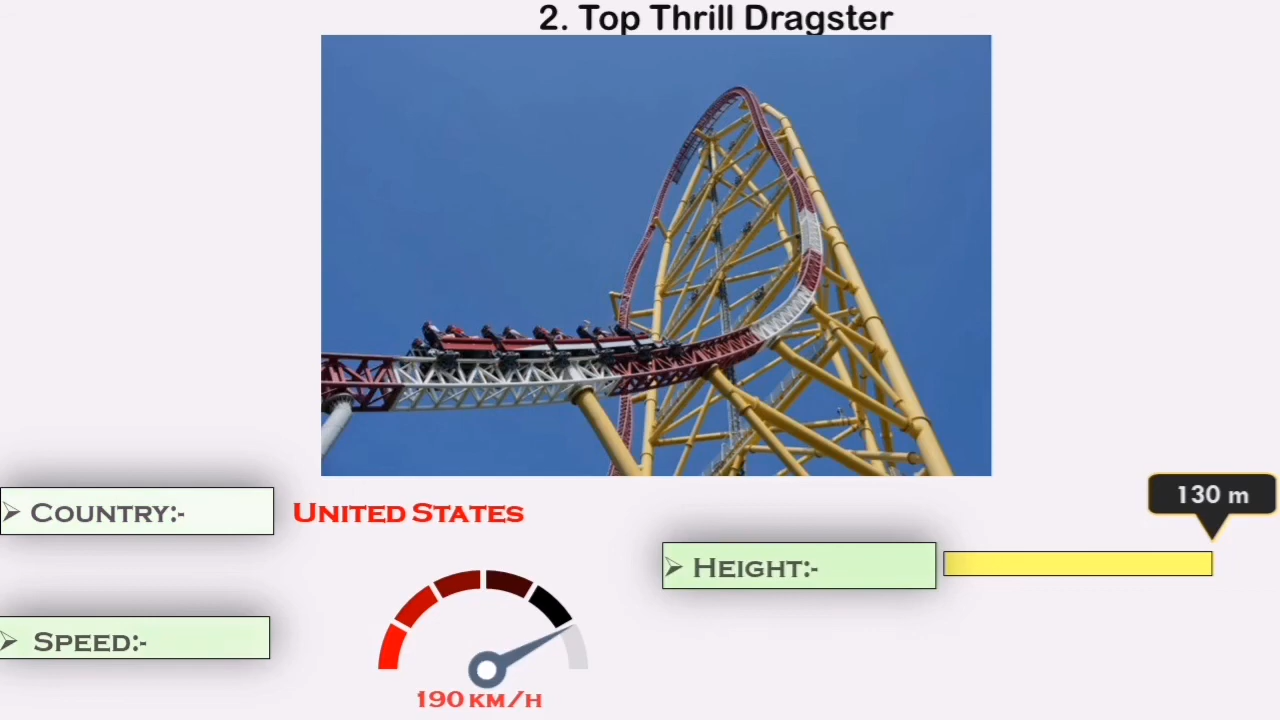 2. Top Thrill Dragster
COUNTRY:-
UNITED STATES
130 m
HEIGHT:-
SPEED:-
190 KM/H